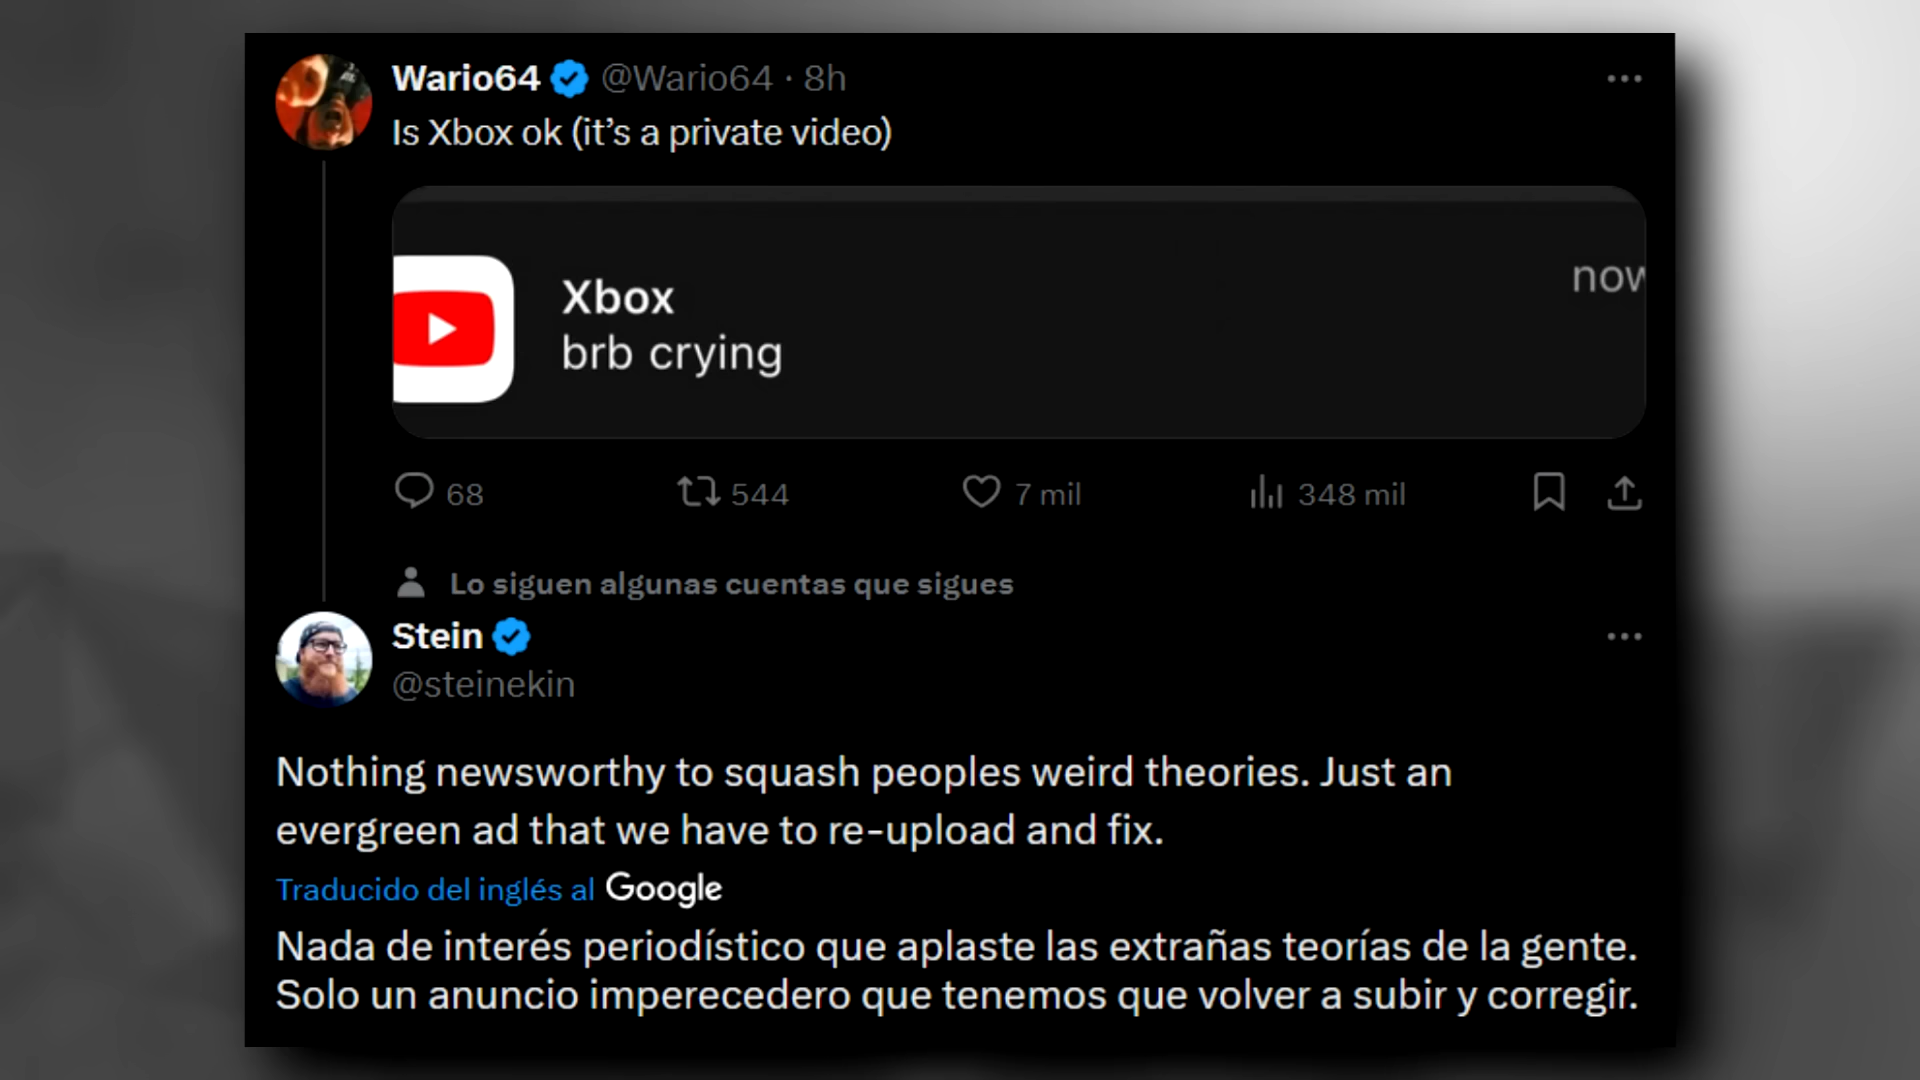 Wario64 @Wario64 · 8h
Is Xbox ok (it’s a private video)
now
Xbox
brb crying
68 544 7 mil 348 mil
Lo siguen algunas cuentas que sigues
Stein
@steinekin
Nothing newsworthy to squash peoples weird theories. Just an
evergreen ad that we have to re-upload and fix.
Traducido del inglés al Google
Nada de interés periodístico que aplaste las extrañas teorías de la gente.
Solo un anuncio imperecedero que tenemos que volver a subir y corregir.